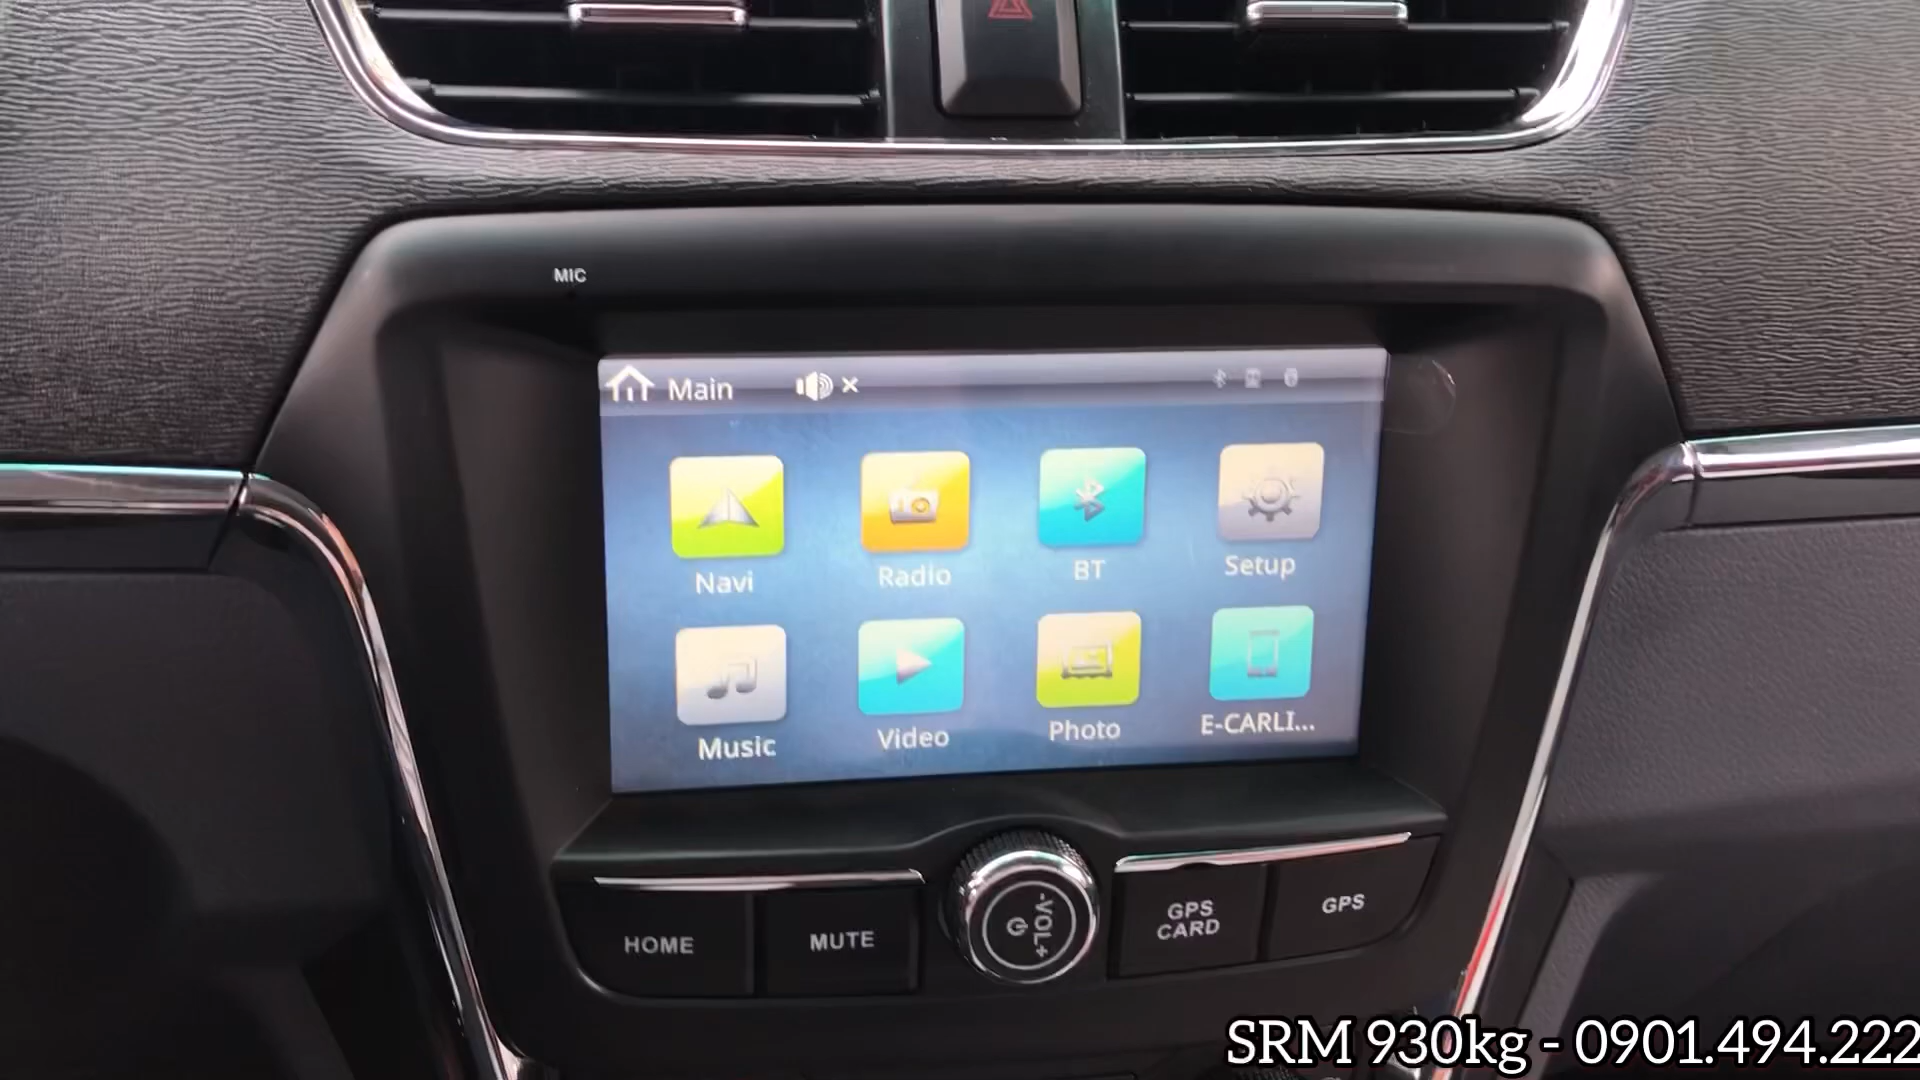 MIC
Main
Navi
Radio
BT
Setup
Music
Video
Photo
E-CARLI...
HOME
MUTE
-VOL+
GPS
CARD
GPS
SRM 930kg - 0901.494.222